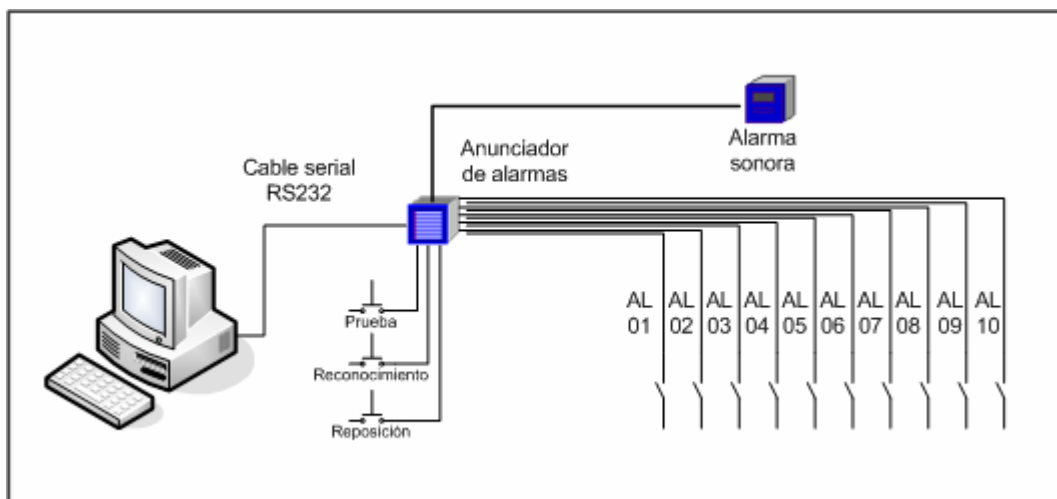 Alarma
sonora
Anunciador
de alarmas
Cable serial
RS232
Prueba
Reconocimiento
Reposición
AL AL AL AL AL AL AL AL AL AL
01 02 03 04 05 06 07 08 09 10